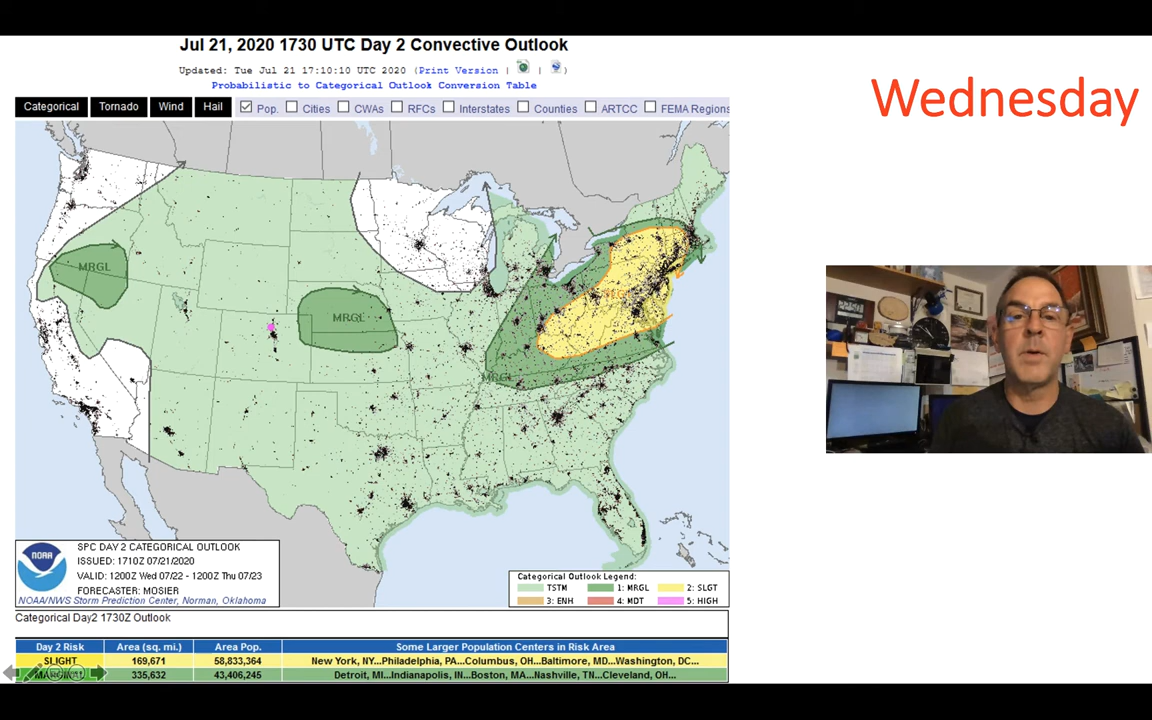 Jul 21, 2020 1730 UTC Day 2 Convective Outlook
Updated: Tue Jul 21 17:10:10 UTC 2020 (Print Version | | )
Probabilistic to Categorical Outlook Conversion Table
Categorical Tornado Wind Hail Pop. Cities CWAs RFCs Interstates Counties ARTCC FEMA Regions
Wednesday
MRGL
MRGL
MRGL
NOAA
SPC DAY 2 CATEGORICAL OUTLOOK
ISSUED: 1710Z 07/21/2020
VALID: 1200Z Wed 07/22 - 1200Z Thu 07/23
FORECASTER: MOSIER
NOAA/NWS Storm Prediction Center, Norman, Oklahoma
Categorical Outlook Legend:
TSTM 1: MRGL 2: SLGT
3: ENH 4: MDT 5: HIGH
Categorical Day2 1730Z Outlook
Day 2 Risk Area (sq. mi.) Area Pop. Some Larger Population Centers in Risk Area
SLIGHT 169,671 58,833,364 New York, NY...Philadelphia, PA...Columbus, OH...Baltimore, MD...Washington, DC...
MARGINAL 335,632 43,406,245 Detroit, MI...Indianapolis, IN...Boston, MA...Nashville, TN...Cleveland, OH...